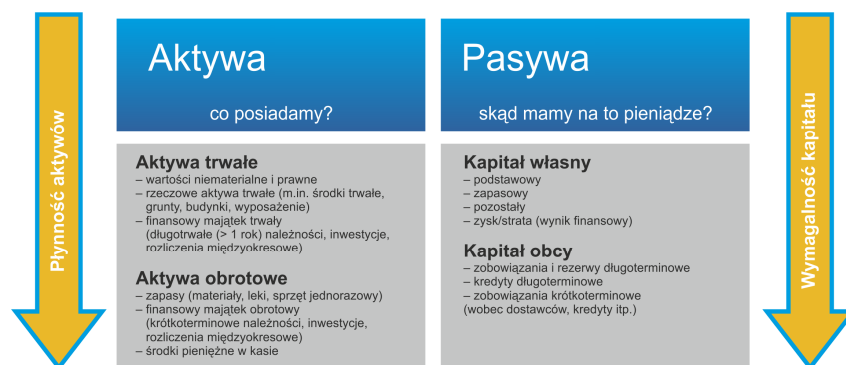 Płynność aktywów
Aktywa
co posiadamy?
Aktywa trwałe
– wartości niematerialne i prawne
– rzeczowe aktywa trwałe (m.in. środki trwałe,
grunty, budynki, wyposażenie)
– finansowy majątek trwały
(długotrwałe (> 1 rok) należności, inwestycje,
rozliczenia międzyokresowe)
Aktywa obrotowe
– zapasy (materiały, leki, sprzęt jednorazowy)
– finansowy majątek obrotowy
(krótkoterminowe należności, inwestycje,
rozliczenia międzyokresowe)
– środki pieniężne w kasie
Pasywa
skąd mamy na to pieniądze?
Kapitał własny
– podstawowy
– zapasowy
– pozostały
– zysk/strata (wynik finansowy)
Kapitał obcy
– zobowiązania i rezerwy długoterminowe
– kredyty długoterminowe
– zobowiązania krótkoterminowe
(wobec dostawców, kredyty itp.)
Wymagalność kapitału